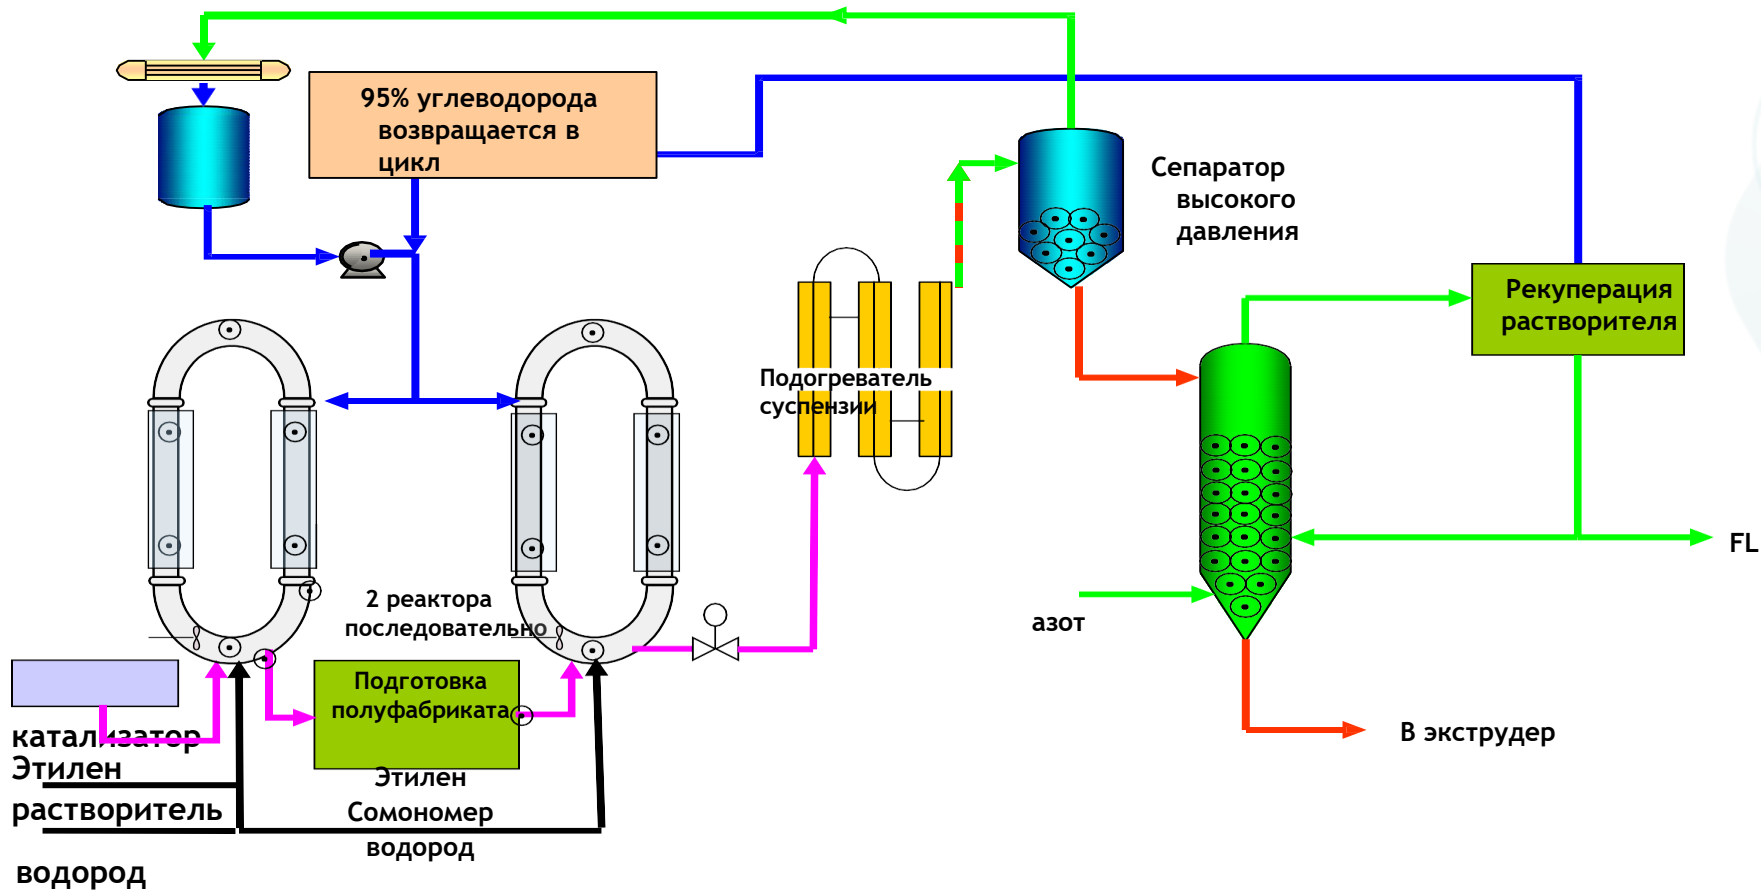 95% углеводорода
возвращается в
цикл
Сепаратор
высокого
давления
Рекуперация
растворителя
Подогреватель
суспензии
FL
2 реактора
последовательно
азот
Подготовка
полуфабриката
В экструдер
катализатор
Этилен
Этилен
растворитель
Сомономер
водород
водород